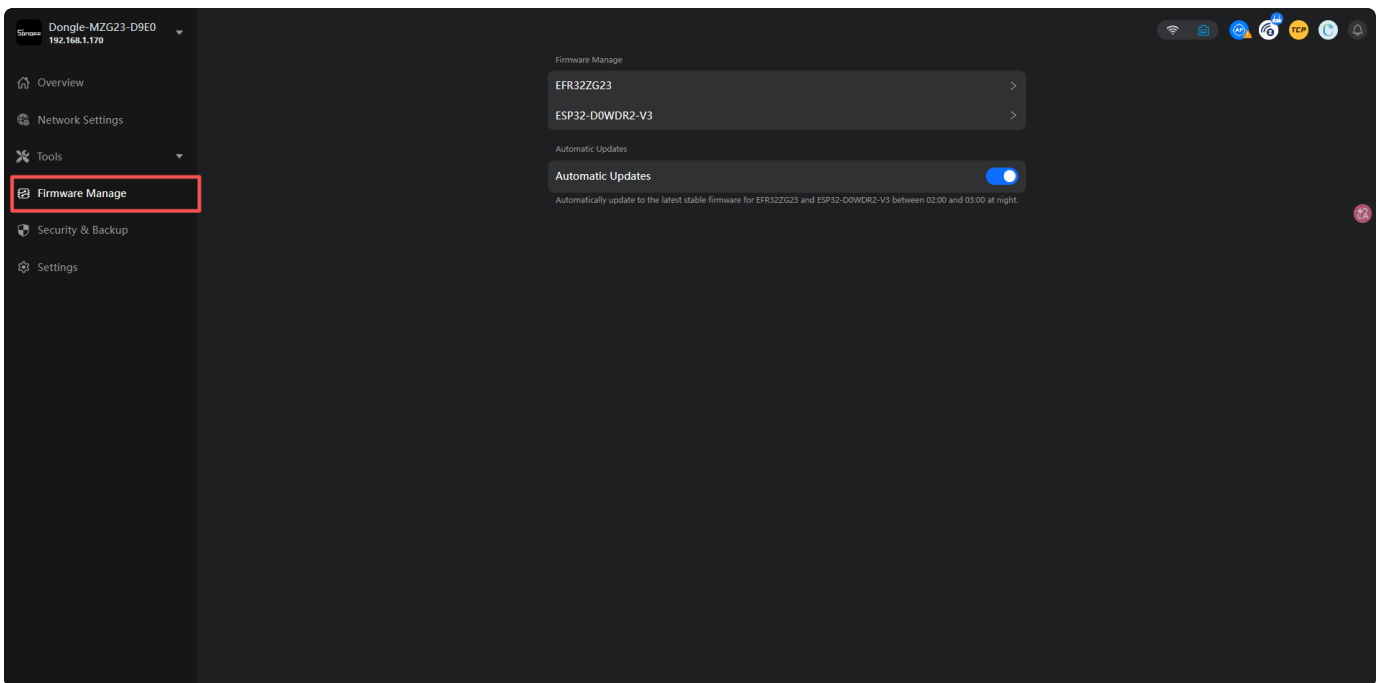 SONOFF
Dongle-MZG23-D9E0
192.168.1.170
Overview
Network Settings
Tools
Firmware Manage
Security & Backup
Settings
AP
TCP
Firmware Manage
EFR32ZG23
ESP32-D0WDR2-V3
Automatic Updates
Automatic Updates
Automatically update to the latest stable firmware for EFR32ZG23 and ESP32-D0WDR2-V3 between 02:00 and 03:00 at night.